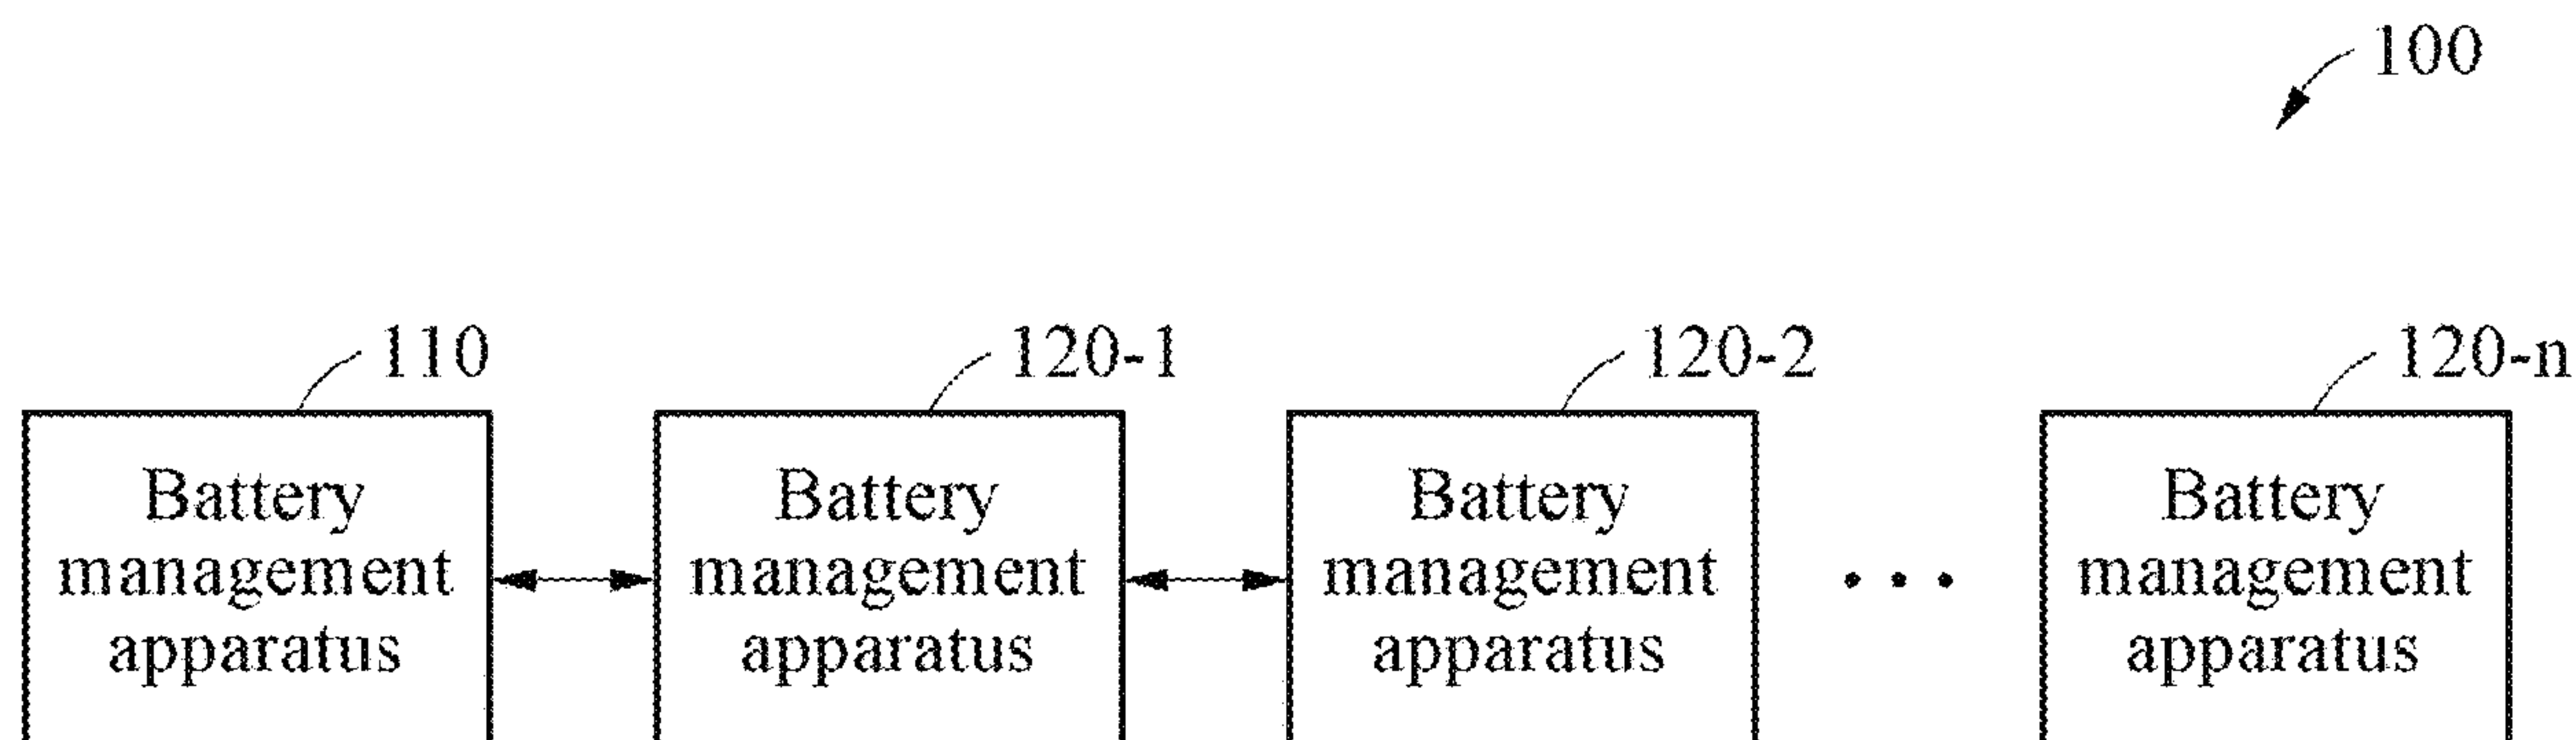 100
110
120-1
120-2
120-n
Battery
management
apparatus
Battery
management
apparatus
Battery
management
apparatus
• • •
Battery
management
apparatus